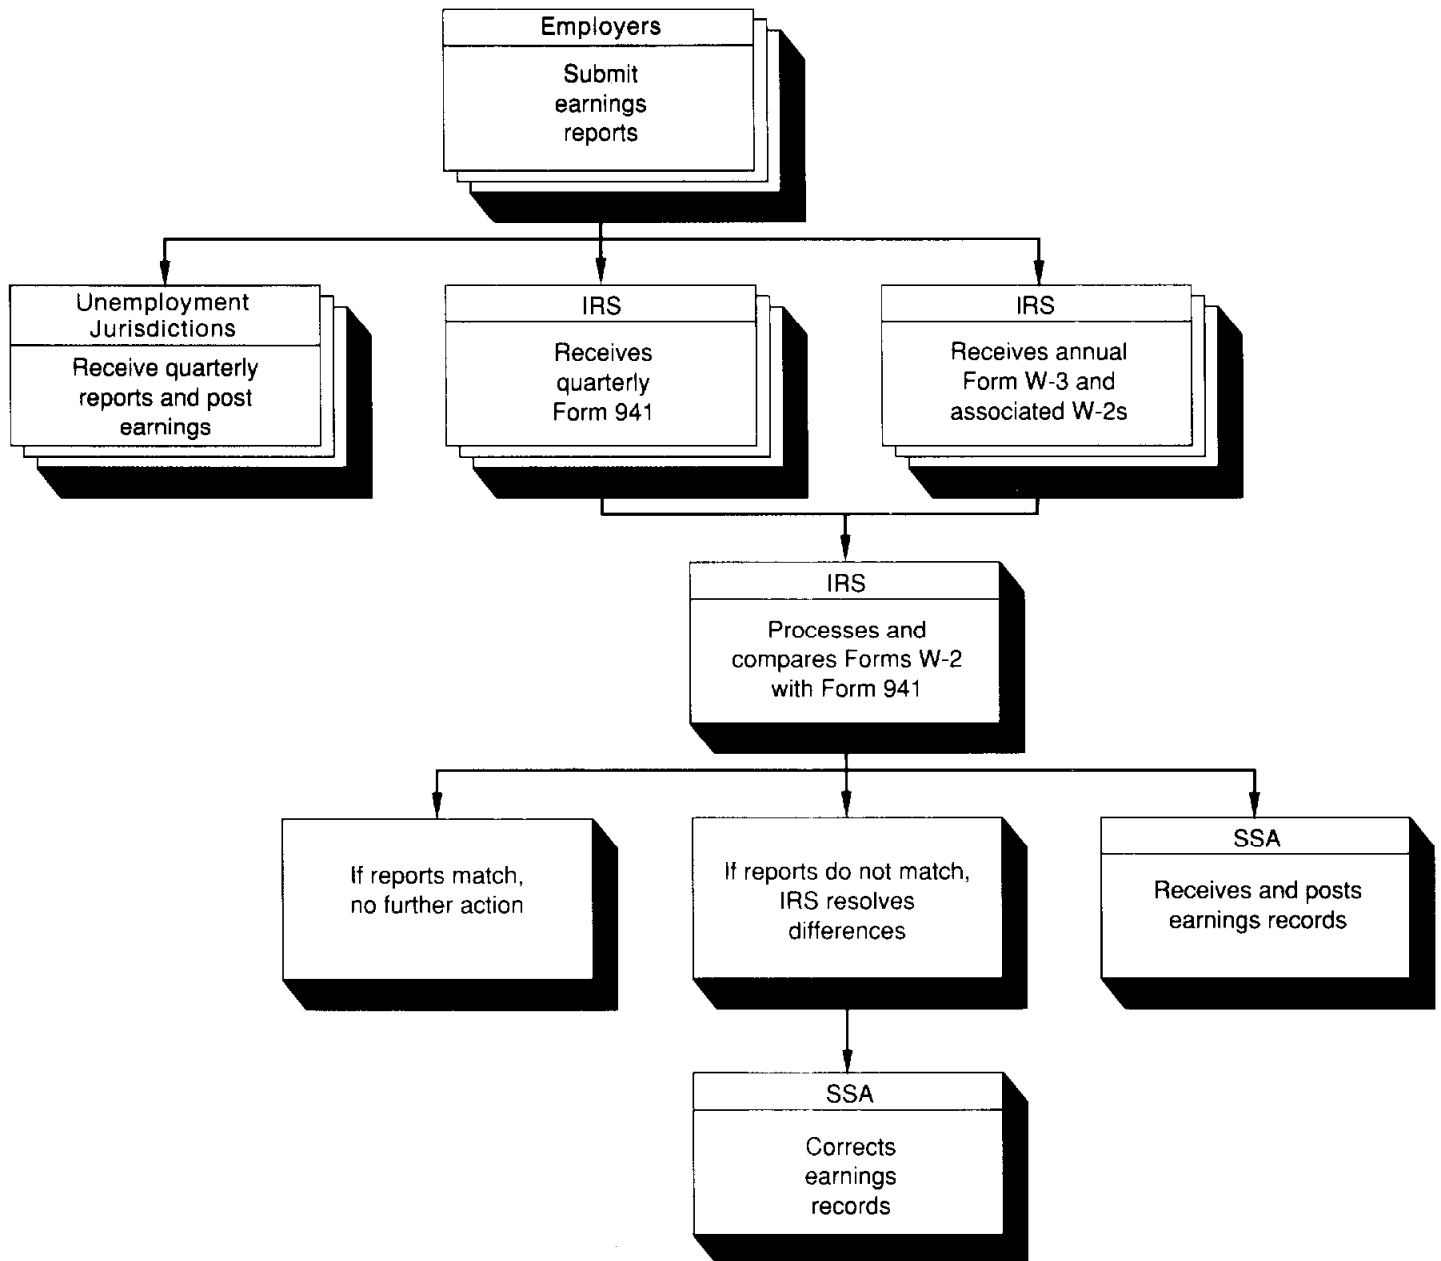 Employers
Submit
earnings
reports
Unemployment
Jurisdictions
Receive quarterly
reports and post
earnings
IRS
Receives
quarterly
Form 941
IRS
Receives annual
Form W-3 and
associated W-2s
IRS
Processes and
compares Forms W-2
with Form 941
If reports match,
no further action
If reports do not match,
IRS resolves
differences
SSA
Receives and posts
earnings records
SSA
Corrects
earnings
records